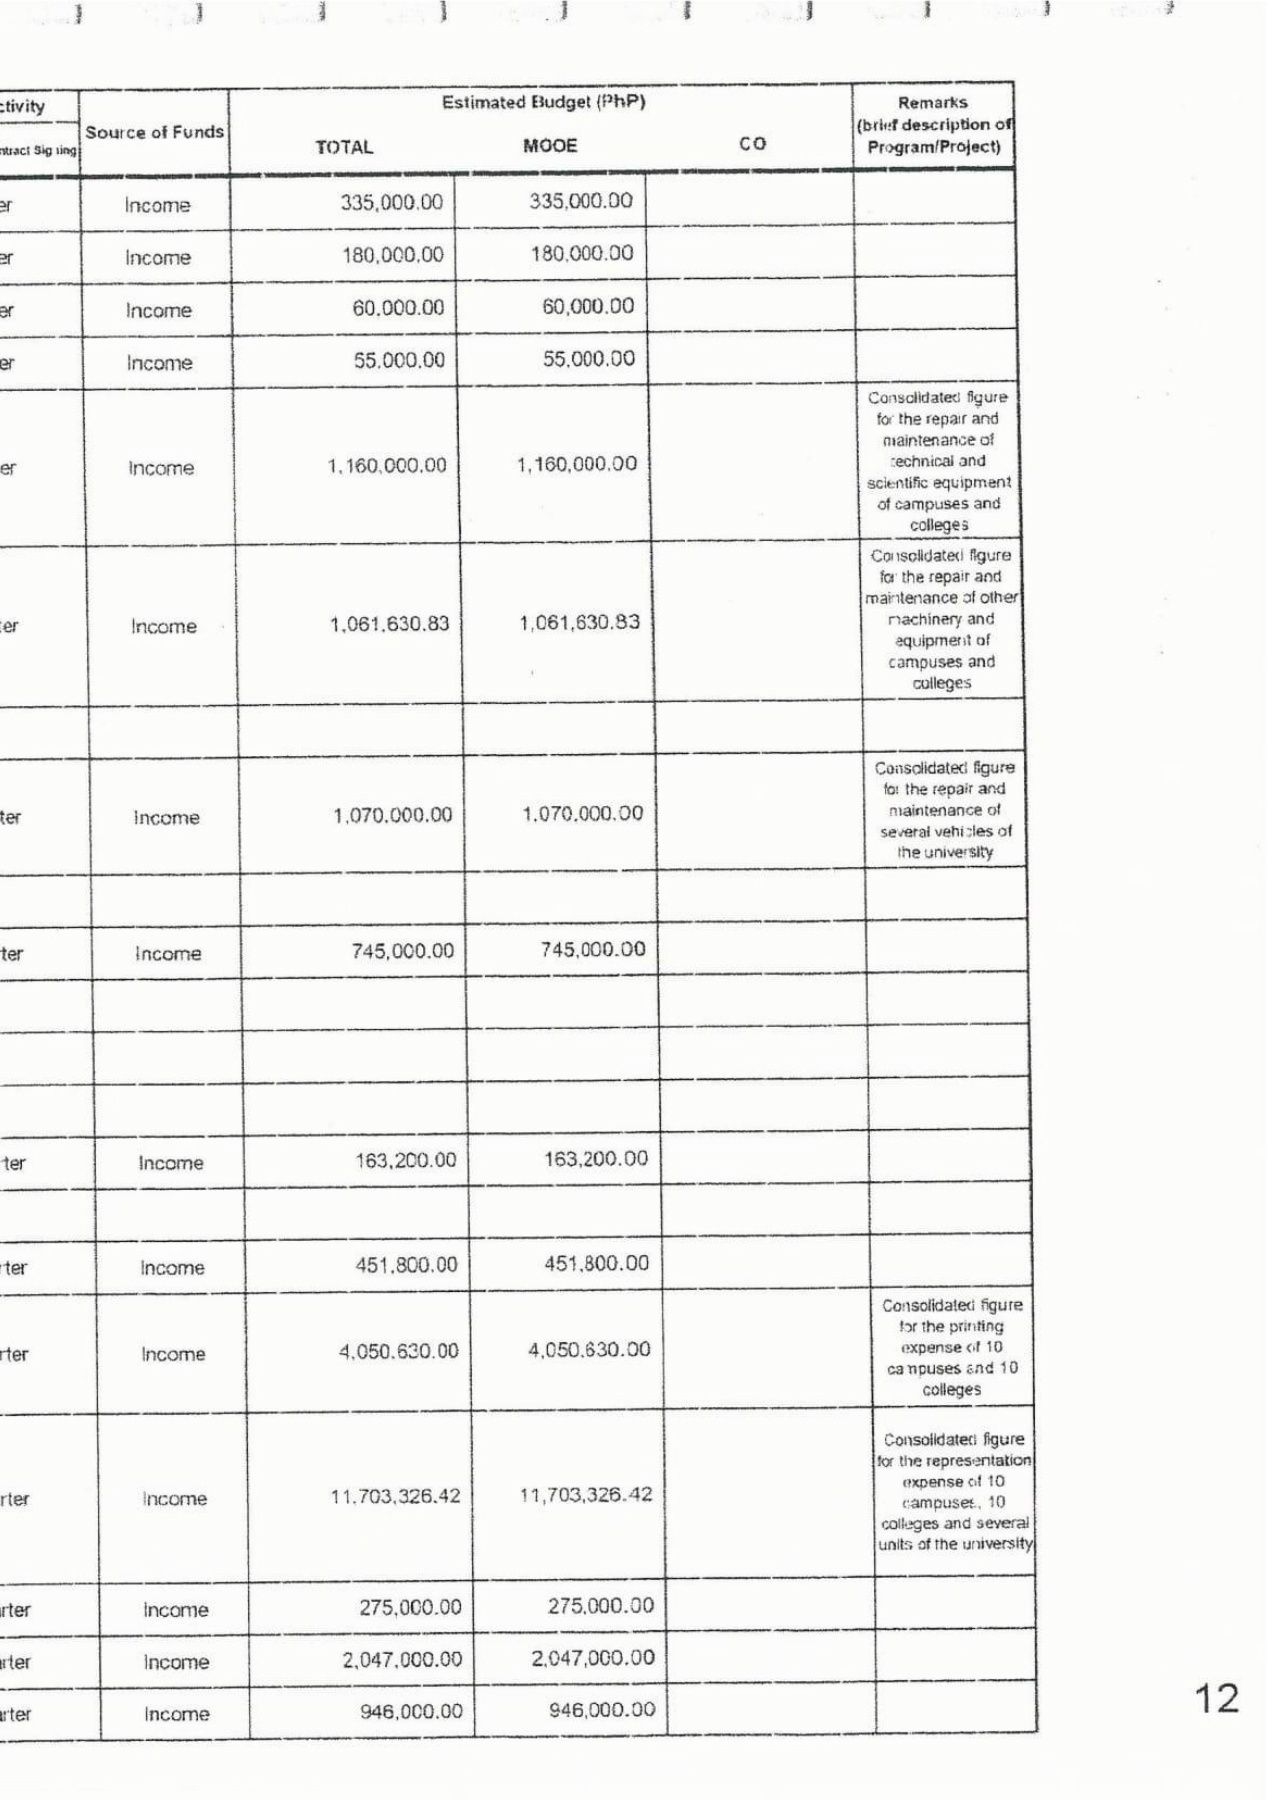 ctivity
Source of Funds
Estimated Budget (PhP)
Remarks
(brief description of
Program/Project)
ntract Signing
TOTAL MOOE CO
er Income 335,000.00 335,000.00
er Income 180,000.00 180,000.00
er Income 60,000.00 60,000.00
er Income 55,000.00 55,000.00
er Income 1,160,000.00 1,160,000.00
Consolidated figure
for the repair and
maintenance of
technical and
scientific equipment
of campuses and
colleges
ter Income 1,061,630.83 1,061,630.83
Consolidated figure
for the repair and
maintenance of other
machinery and
equipment of
campuses and
colleges
ter Income 1,070,000.00 1,070,000.00
Consolidated figure
for the repair and
maintenance of
several vehicles of
the university
ter Income 745,000.00 745,000.00
ter Income 163,200.00 163,200.00
rter Income 451,800.00 451,800.00
rter Income 4,050,630.00 4,050,630.00
Consolidated figure
for the printing
expense of 10
campuses and 10
colleges
rter Income 11,703,326.42 11,703,326.42
Consolidated figure
for the representation
expense of 10
campuses, 10
colleges and several
units of the university
arter Income 275,000.00 275,000.00
arter Income 2,047,000.00 2,047,000.00
arter Income 946,000.00 946,000.00
12